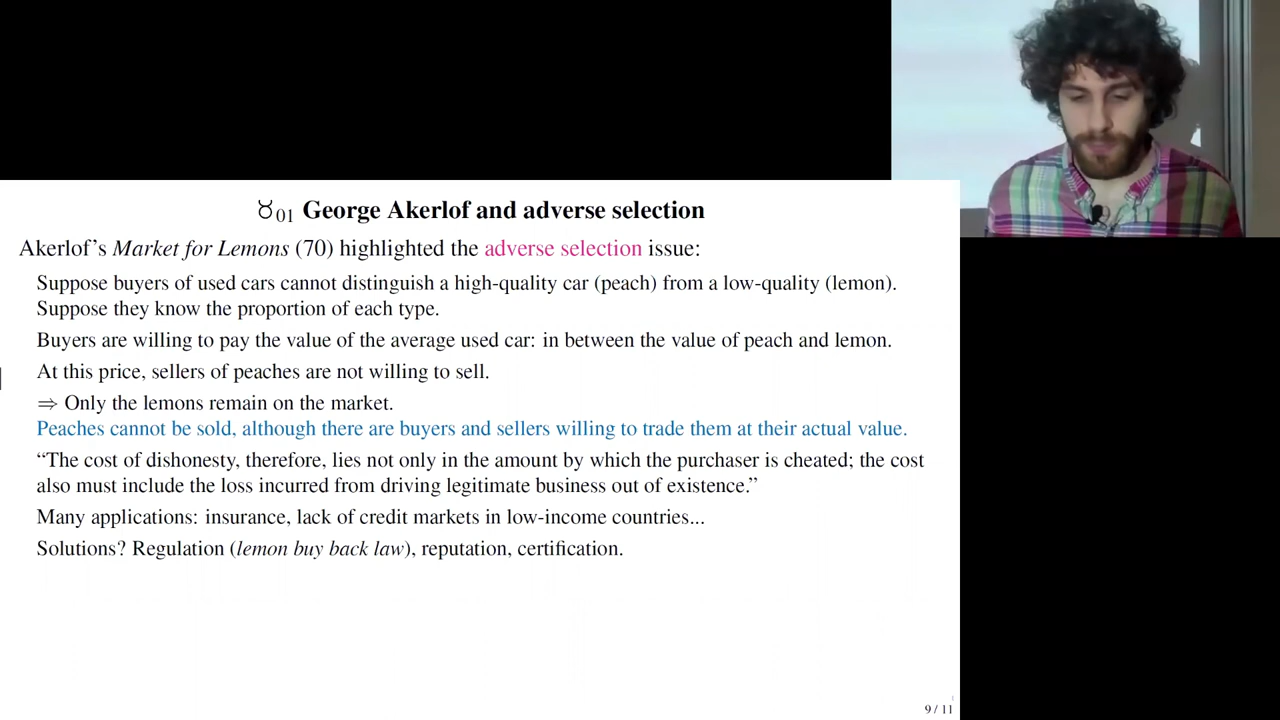 ♉01 George Akerlof and adverse selection
Akerlof's Market for Lemons (70) highlighted the adverse selection issue:
Suppose buyers of used cars cannot distinguish a high-quality car (peach) from a low-quality (lemon).
Suppose they know the proportion of each type.
Buyers are willing to pay the value of the average used car: in between the value of peach and lemon.
At this price, sellers of peaches are not willing to sell.
⇒ Only the lemons remain on the market.
Peaches cannot be sold, although there are buyers and sellers willing to trade them at their actual value.
“The cost of dishonesty, therefore, lies not only in the amount by which the purchaser is cheated; the cost
also must include the loss incurred from driving legitimate business out of existence.”
Many applications: insurance, lack of credit markets in low-income countries...
Solutions? Regulation (lemon buy back law), reputation, certification.
9 / 11